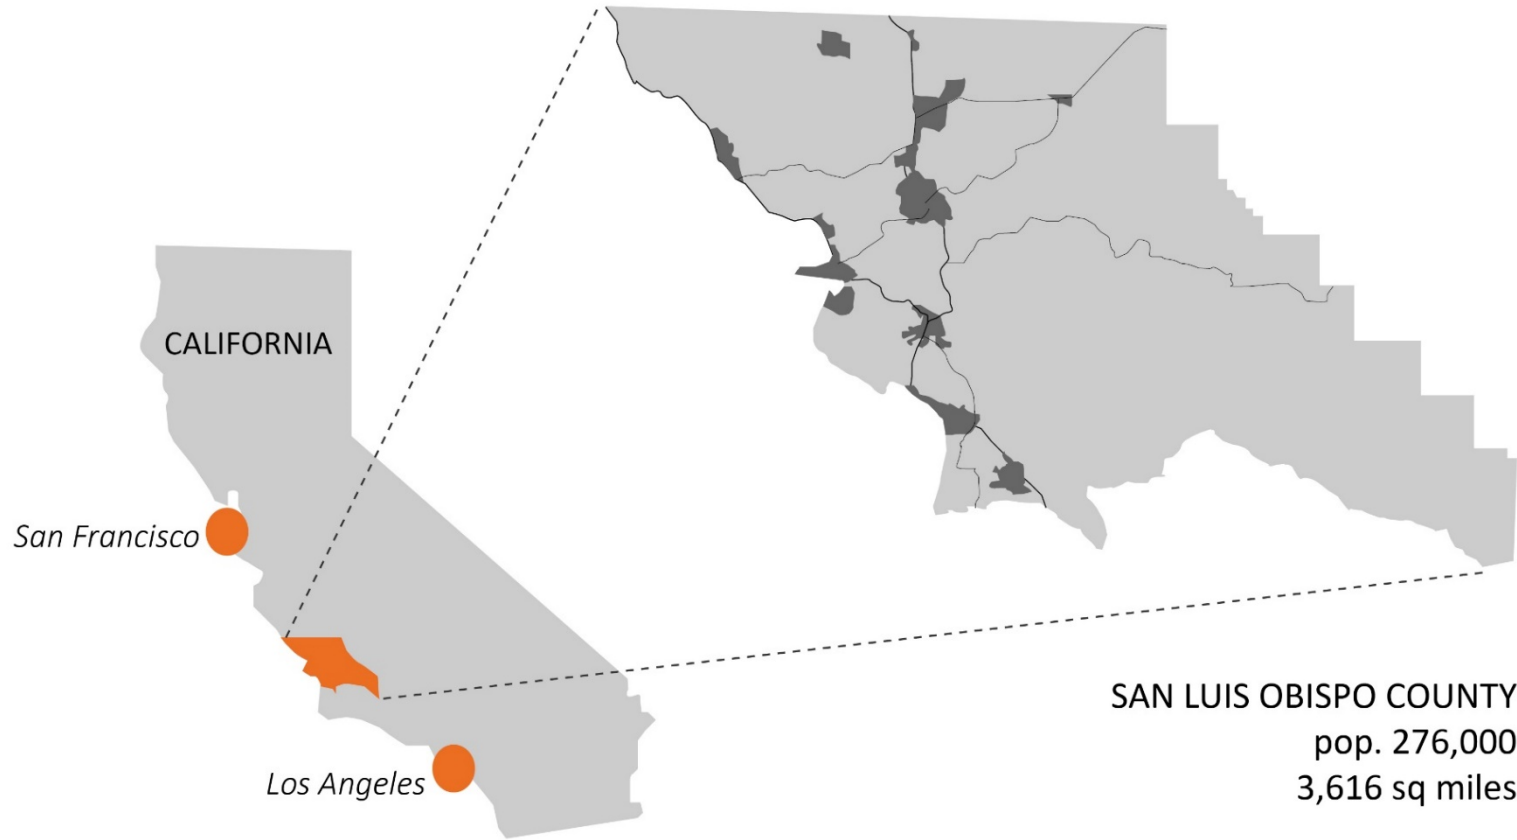 CALIFORNIA
San Francisco
Los Angeles
SAN LUIS OBISPO COUNTY
pop. 276,000
3,616 sq miles